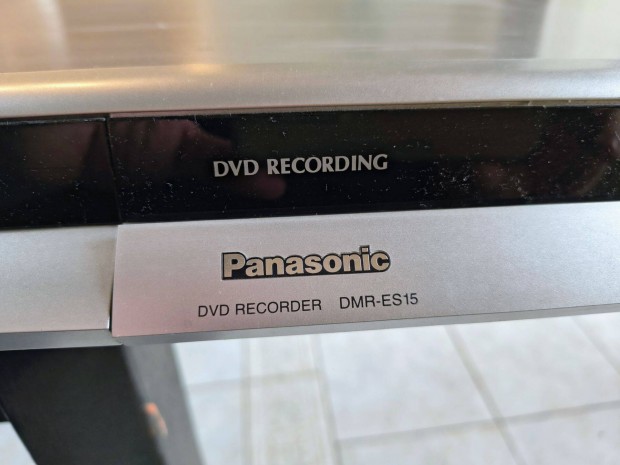 DVD RECORDING
Panasonic
DVD RECORDER DMR-ES15